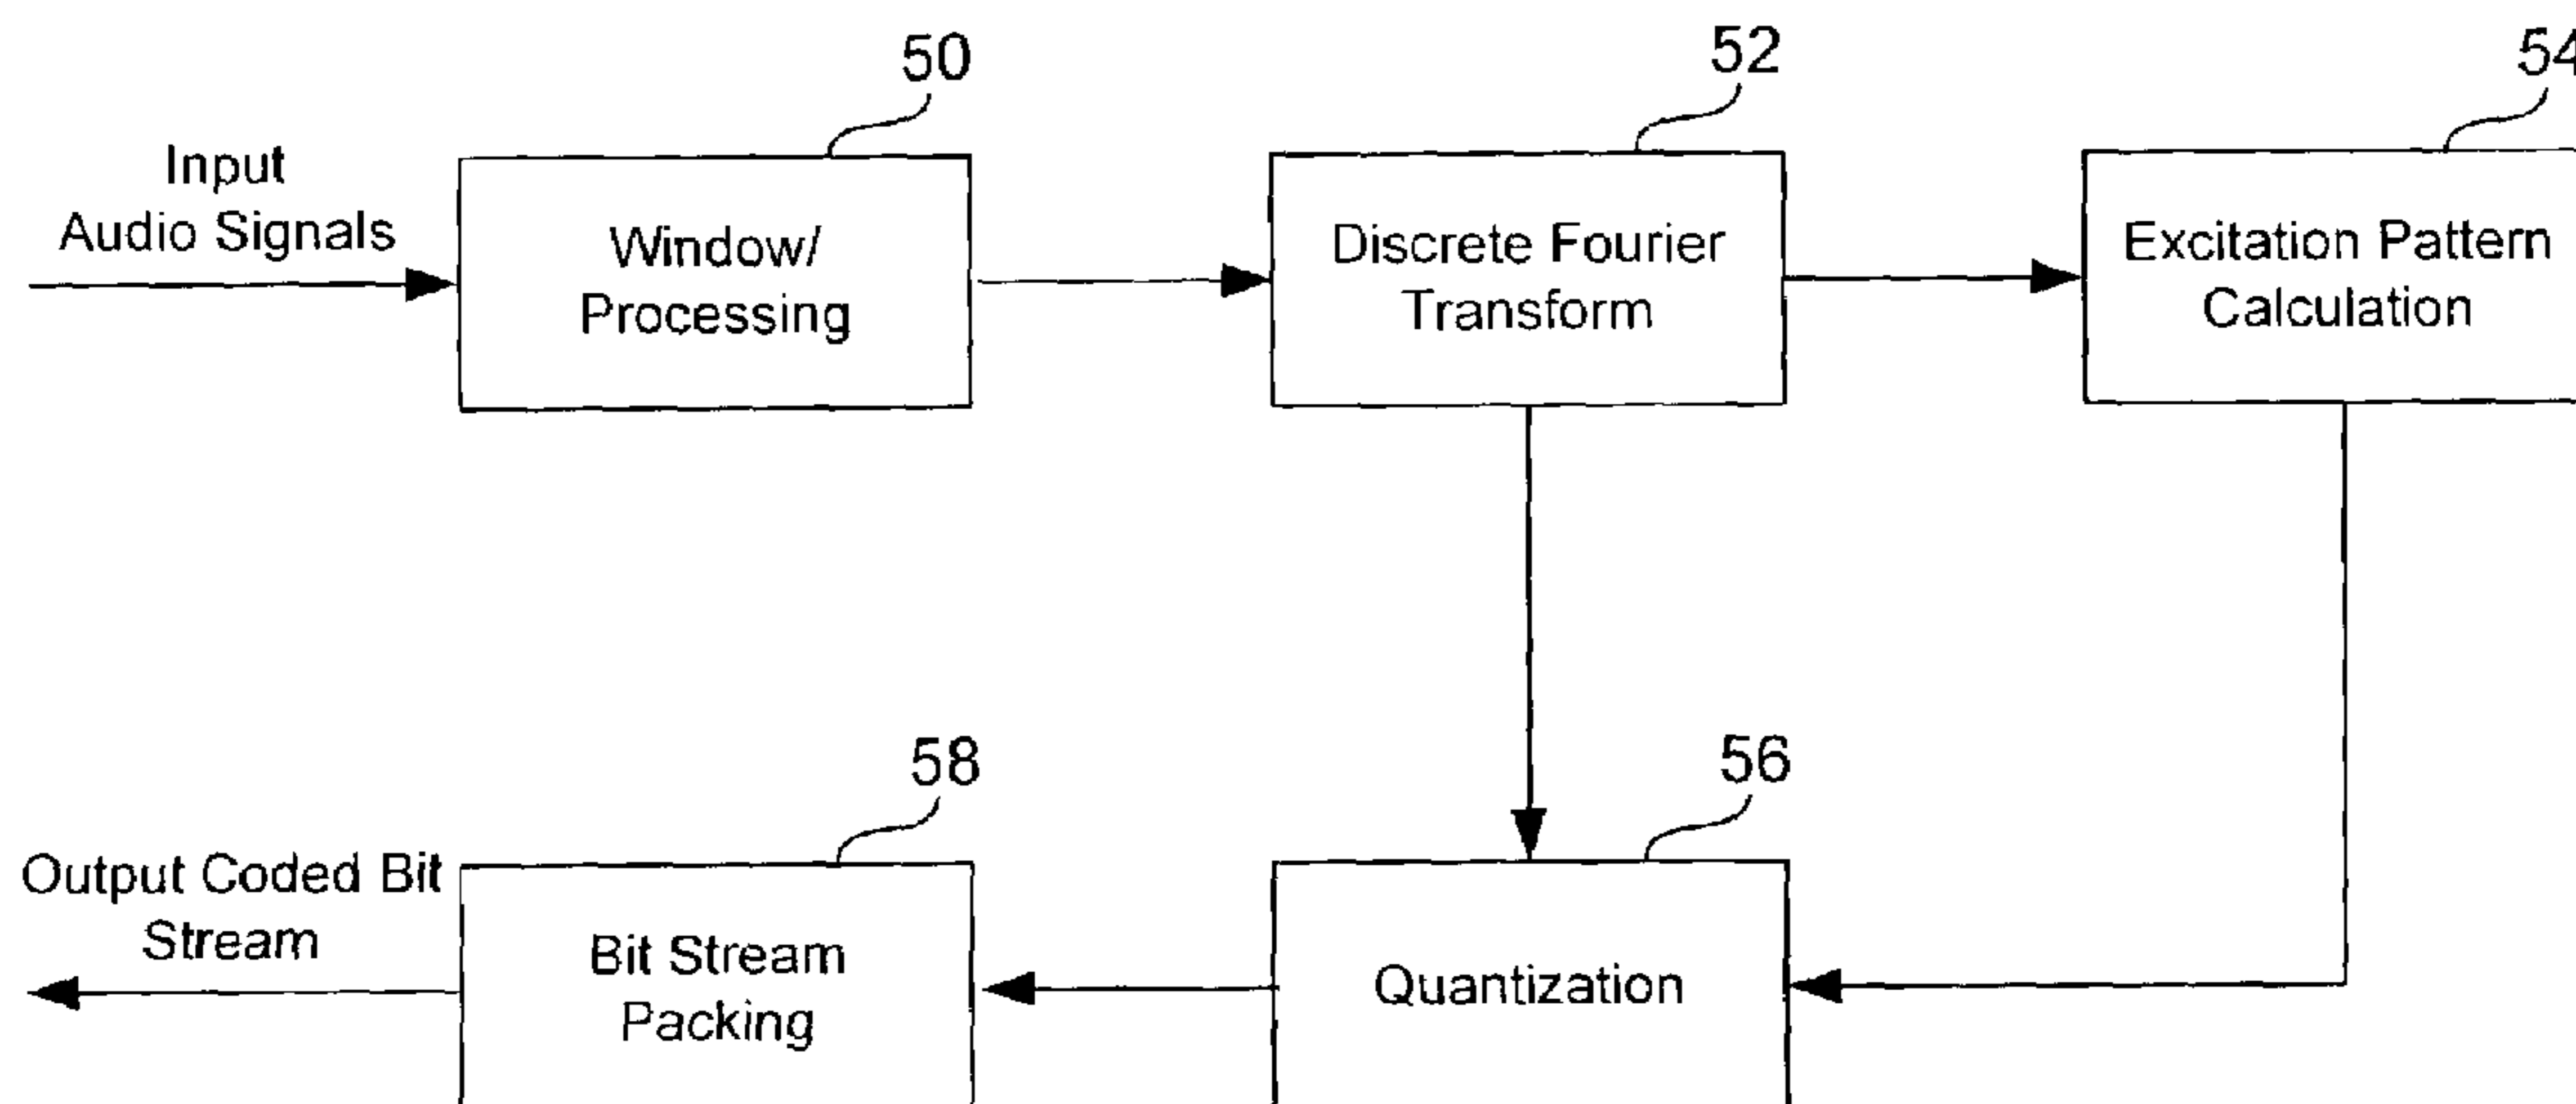 50
52
54
Input
Audio Signals
Window/
Processing
Discrete Fourier
Transform
Excitation Pattern
Calculation
58
56
Output Coded Bit
Stream
Bit Stream
Packing
Quantization